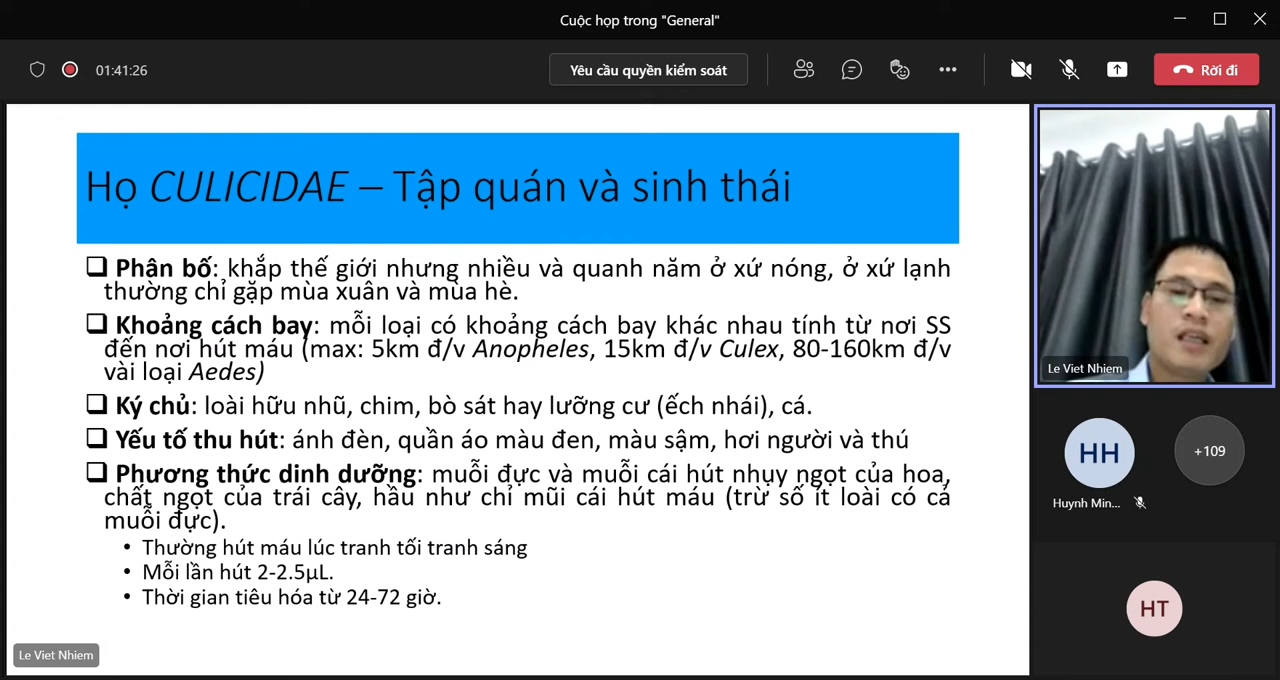 Cuộc họp trong "General"
01:41:26
Yêu cầu quyền kiểm soát
Rời đi
Họ CULICIDAE – Tập quán và sinh thái
Phân bố: khắp thế giới nhưng nhiều và quanh năm ở xứ nóng, ở xứ lạnh
thường chỉ gặp mùa xuân và mùa hè.
Khoảng cách bay: mỗi loại có khoảng cách bay khác nhau tính từ nơi SS
đến nơi hút máu (max: 5km đ/v Anopheles, 15km đ/v Culex, 80-160km đ/v
vài loại Aedes)
Ký chủ: loài hữu nhũ, chim, bò sát hay lưỡng cư (ếch nhái), cá.
Yếu tố thu hút: ánh đèn, quần áo màu đen, màu sậm, hơi người và thú
Phương thức dinh dưỡng: muỗi đực và muỗi cái hút nhụy ngọt của hoa,
chất ngọt của trái cây, hầu như chỉ mũi cái hút máu (trừ số ít loài có cả
muỗi đực).
• Thường hút máu lúc tranh tối tranh sáng
• Mỗi lần hút 2-2.5µL.
• Thời gian tiêu hóa từ 24-72 giờ.
Le Viet Nhiem
Le Viet Nhiem
HH
+109
Huynh Min...
HT